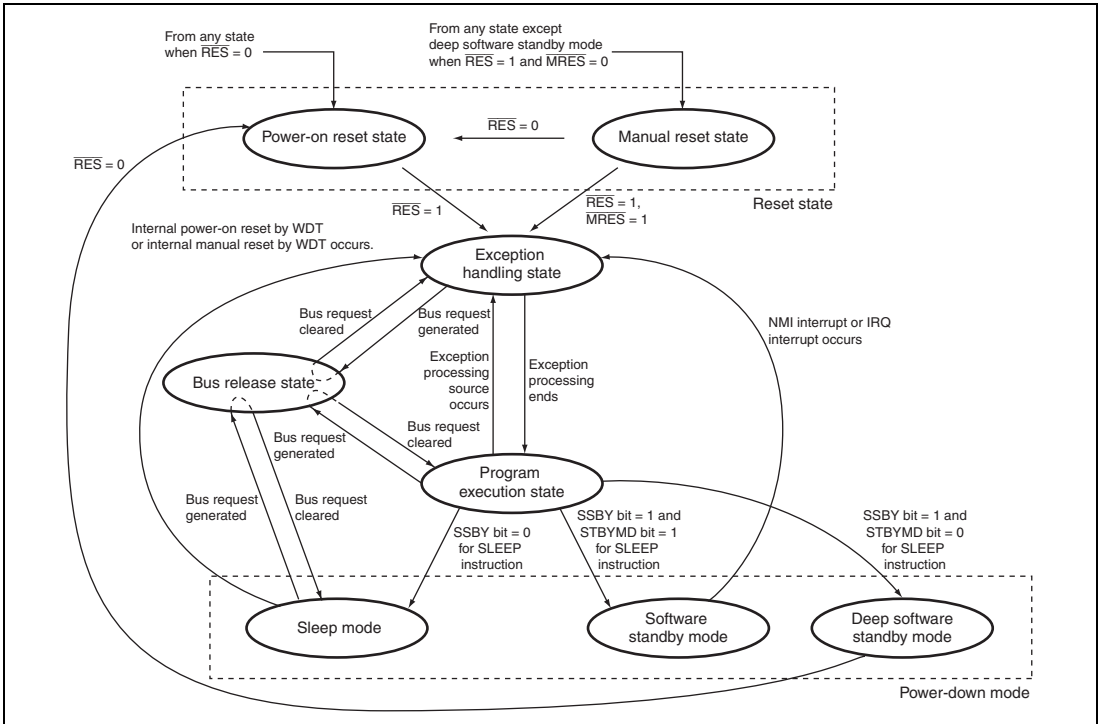 From any state
when RES = 0
From any state except
deep software standby mode
when RES = 1 and MRES = 0
Power-on reset state
RES = 0
Manual reset state
RES = 0
Reset state
RES = 1
RES = 1,
MRES = 1
Internal power-on reset by WDT
or internal manual reset by WDT occurs.
Exception
handling state
Bus request
cleared
Bus request
generated
NMI interrupt or IRQ
interrupt occurs
Exception
processing
source
occurs
Exception
processing
ends
Bus release state
Bus request
cleared
Bus request
generated
Program
execution state
Bus request
generated
Bus request
cleared
SSBY bit = 0
for SLEEP
instruction
SSBY bit = 1 and
STBYMD bit = 1
for SLEEP
instruction
SSBY bit = 1 and
STBYMD bit = 0
for SLEEP
instruction
Sleep mode
Software
standby mode
Deep software
standby mode
Power-down mode